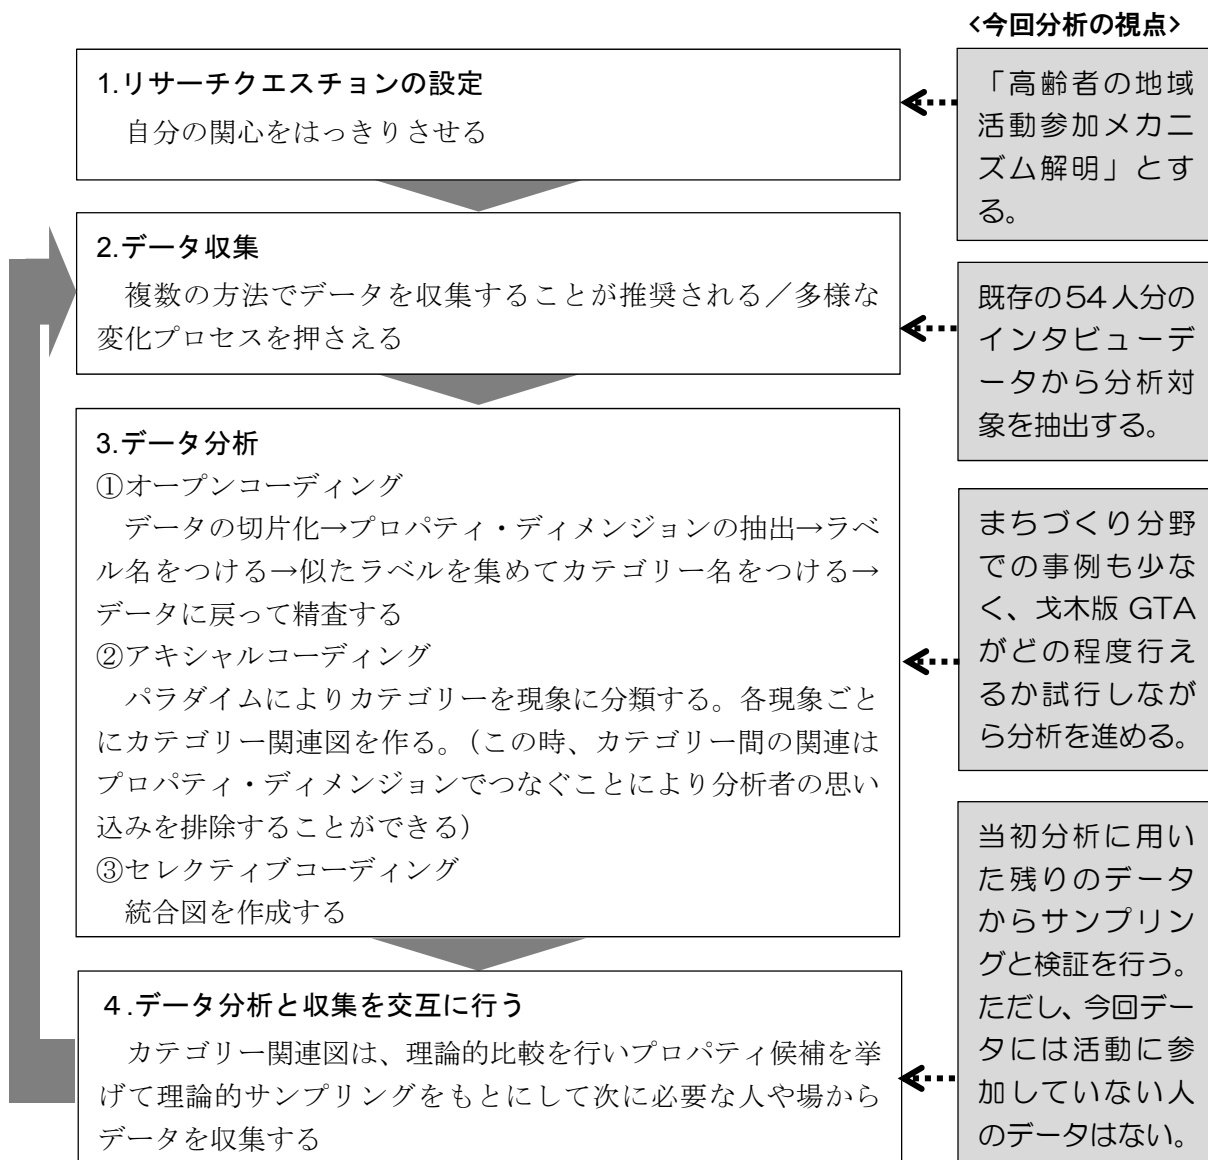 <今回分析の視点>
1.リサーチクエスチョンの設定
自分の関心をはっきりさせる
「高齢者の地域
活動参加メカニ
ズム解明」とす
る。
2.データ収集
複数の方法でデータを収集することが推奨される／多様な
変化プロセスを押さえる
既存の54人分の
インタビューデ
ータから分析対
象を抽出する。
3.データ分析
①オープンコーディング
データの切片化→プロパティ・ディメンジョンの抽出→ラベ
ル名をつける→似たラベルを集めてカテゴリー名をつける→
データに戻って精査する
②アキシャルコーディング
パラダイムによりカテゴリーを現象に分類する。各現象ごと
にカテゴリー関連図を作る。（この時、カテゴリー間の関連は
プロパティ・ディメンジョンでつなぐことにより分析者の思い
込みを排除することができる）
③セレクティブコーディング
統合図を作成する
まちづくり分野
での事例も少な
く、戈木版 GTA
がどの程度行え
るか試行しなが
ら分析を進める。
４.データ分析と収集を交互に行う
カテゴリー関連図は、理論的比較を行いプロパティ候補を挙
げて理論的サンプリングをもとにして次に必要な人や場から
データを収集する
当初分析に用い
た残りのデータ
からサンプリン
グと検証を行う。
ただし、今回デー
タには活動に参
加していない人
のデータはない。